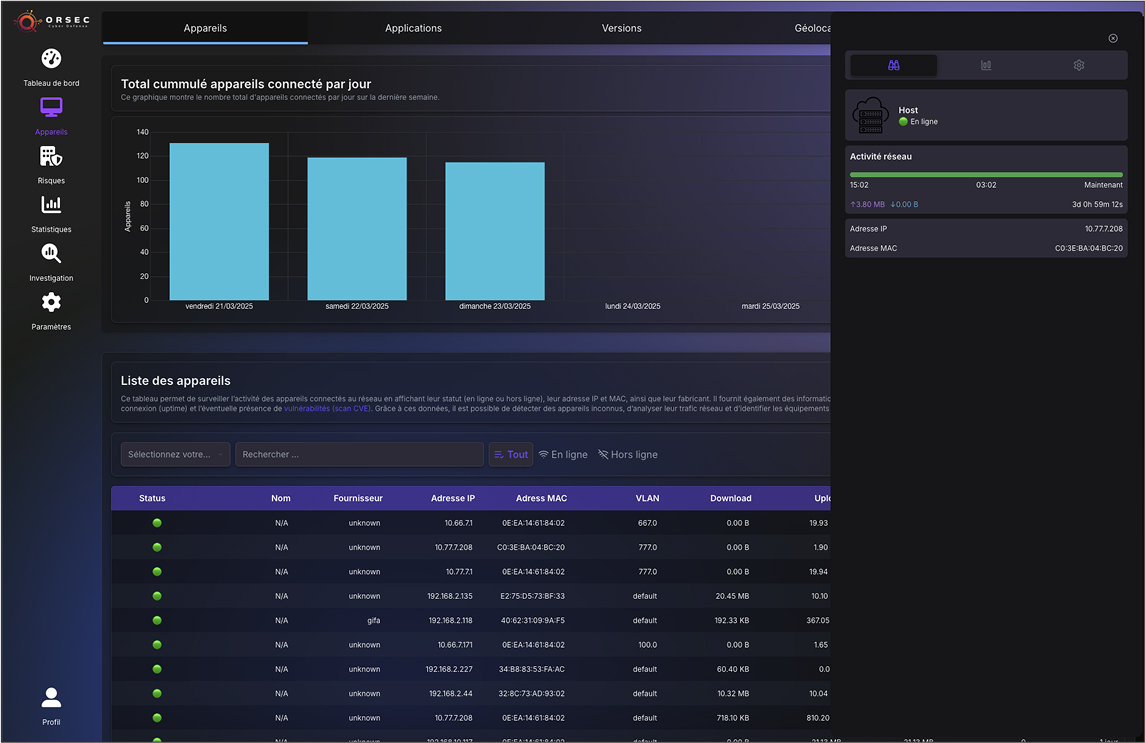 ORSEC
Cyber-Défense
Tableau de bord
Appareils
Risques
Statistiques
Investigation
Paramètres
Profil
Appareils
Applications
Versions
Géoloca
Total cummulé appareils connecté par jour
Ce graphique montre le nombre total d'appareils connectés par jour sur la dernière semaine.
Appareils
140
120
100
80
60
40
20
0
vendredi 21/03/2025
samedi 22/03/2025
dimanche 23/03/2025
lundi 24/03/2025
mardi 25/03/2025
Liste des appareils
Ce tableau permet de surveiller l'activité des appareils connectés au réseau en affichant leur statut (en ligne ou hors ligne), leur adresse IP et MAC, ainsi que leur fabricant. Il fournit également des informatio
connexion (uptime) et l'éventuelle présence de vulnérabilités (scan CVE). Grâce à ces données, il est possible de détecter des appareils inconnus, d'analyser leur trafic réseau et d'identifier les équipements
Sélectionnez votre... Rechercher ... Tout En ligne Hors ligne
Status Nom Fournisseur Adresse IP Adress MAC VLAN Download Uplo
N/A unknown 10.66.7.1 0E:EA:14:61:84:02 667.0 0.00 B 19.93
N/A unknown 10.77.7.208 C0:3E:BA:04:BC:20 777.0 0.00 B 1.90
N/A unknown 10.77.7.1 0E:EA:14:61:84:02 777.0 0.00 B 19.94
N/A unknown 192.168.2.135 E2:75:D5:73:BF:33 default 20.45 MB 10.10
N/A gifa 192.168.2.118 40:62:31:09:9A:F5 default 192.33 KB 367.05
N/A unknown 10.66.7.171 0E:EA:14:61:84:02 100.0 0.00 B 1.65
N/A unknown 192.168.2.227 34:B8:83:53:FA:AC default 60.40 KB 0.0
N/A unknown 192.168.2.44 32:8C:73:AD:93:02 default 10.32 MB 10.04
N/A unknown 10.77.7.208 0E:EA:14:61:84:02 default 718.10 KB 810.20
Host
En ligne
Activité réseau
15:02 03:02 Maintenant
↑3.80 MB ↓0.00 B 3d 0h 59m 12s
Adresse IP 10.77.7.208
Adresse MAC C0:3E:BA:04:BC:20